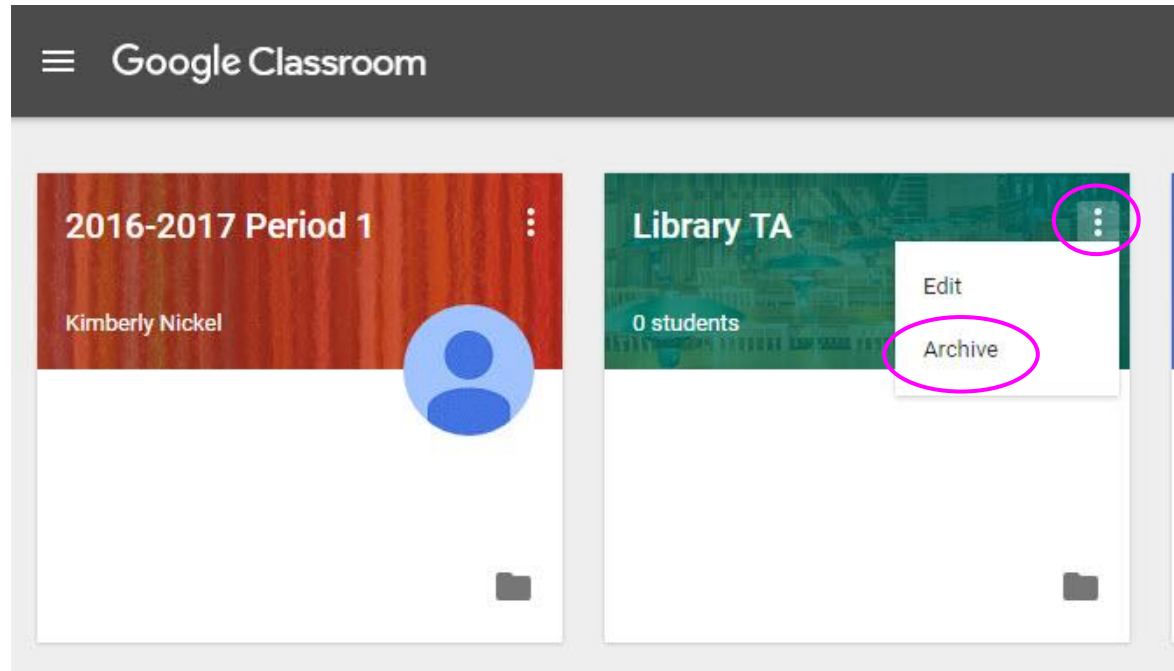 Google Classroom
2016-2017 Period 1
Kimberly Nickel
Library TA
0 students
Edit
Archive